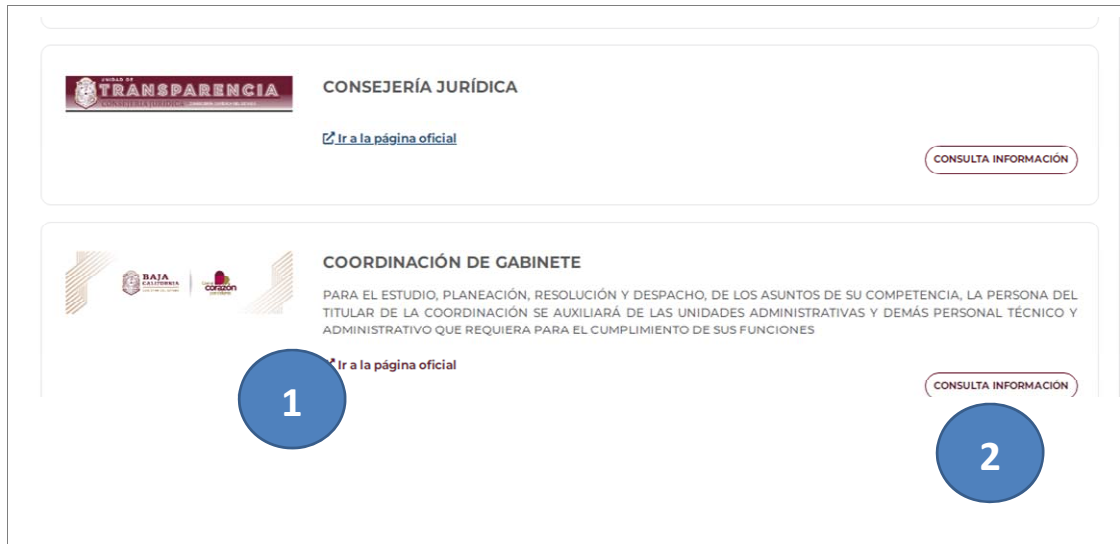 UNIDAD DE
TRANSPARENCIA
CONSEJERÍA JURÍDICA
CONSEJERÍA JURÍDICA
Ir a la página oficial
CONSULTA INFORMACIÓN
BAJA
CALIFORNIA
corazón
COORDINACIÓN DE GABINETE
PARA EL ESTUDIO, PLANEACIÓN, RESOLUCIÓN Y DESPACHO, DE LOS ASUNTOS DE SU COMPETENCIA, LA PERSONA DEL
TITULAR DE LA COORDINACIÓN SE AUXILIARÁ DE LAS UNIDADES ADMINISTRATIVAS Y DEMÁS PERSONAL TÉCNICO Y
ADMINISTRATIVO QUE REQUIERA PARA EL CUMPLIMIENTO DE SUS FUNCIONES
Ir a la página oficial
CONSULTA INFORMACIÓN
1
2